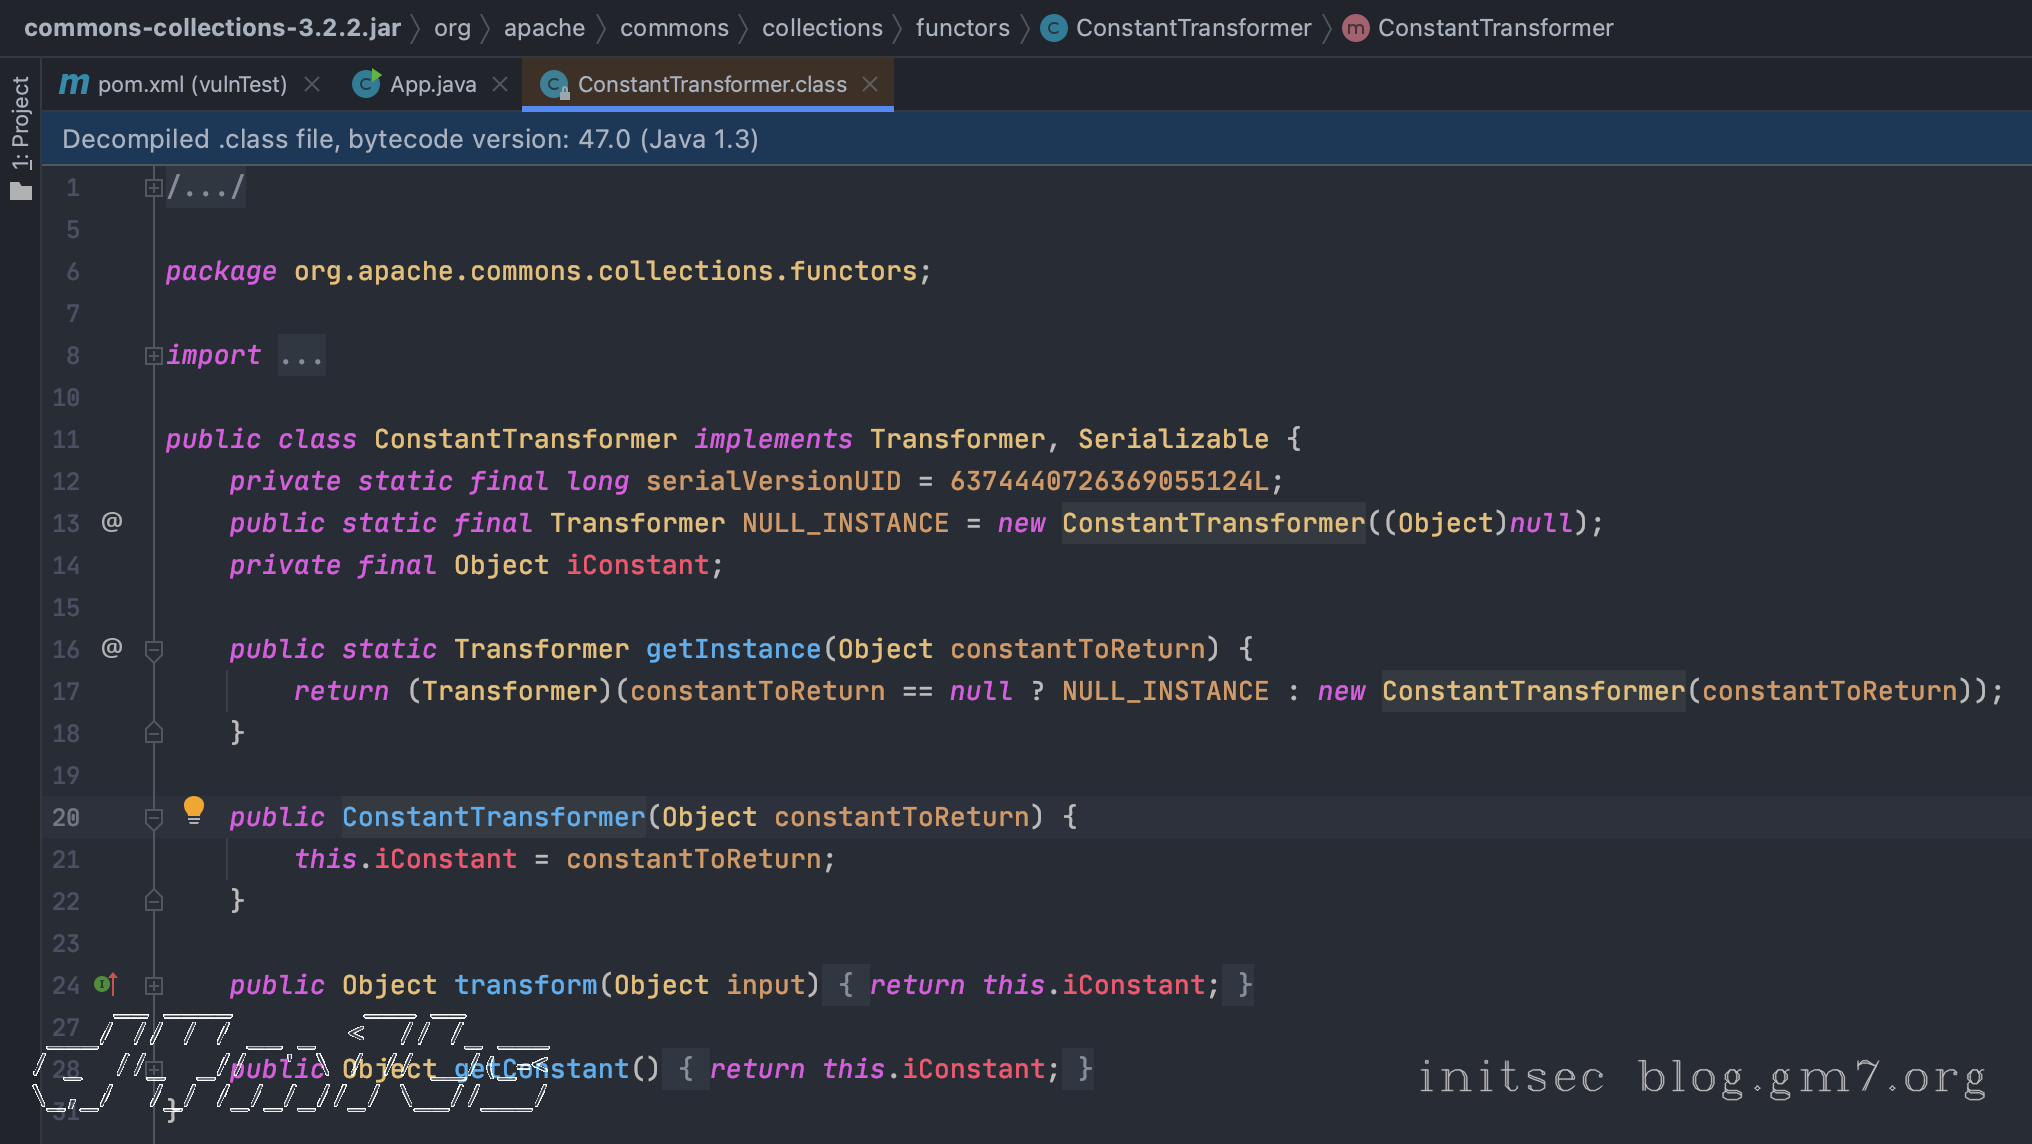 commons-collections-3.2.2.jar org apache commons collections functors ConstantTransformer ConstantTransformer
pom.xml (vulnTest) App.java ConstantTransformer.class
1: Project
Decompiled .class file, bytecode version: 47.0 (Java 1.3)
1 /.../
5
6 package org.apache.commons.collections.functors;
7
8 import ...
10
11 public class ConstantTransformer implements Transformer, Serializable {
12 private static final long serialVersionUID = 6374440726369055124L;
13 @ public static final Transformer NULL_INSTANCE = new ConstantTransformer((Object)null);
14 private final Object iConstant;
15
16 @ public static Transformer getInstance(Object constantToReturn) {
17 return (Transformer)(constantToReturn == null ? NULL_INSTANCE : new ConstantTransformer(constantToReturn));
18 }
19
20 public ConstantTransformer(Object constantToReturn) {
21 this.iConstant = constantToReturn;
22 }
23
24 public Object transform(Object input) { return this.iConstant; }
27
28 public Object getConstant() { return this.iConstant; }
31 }
initsec blog.gm7.org